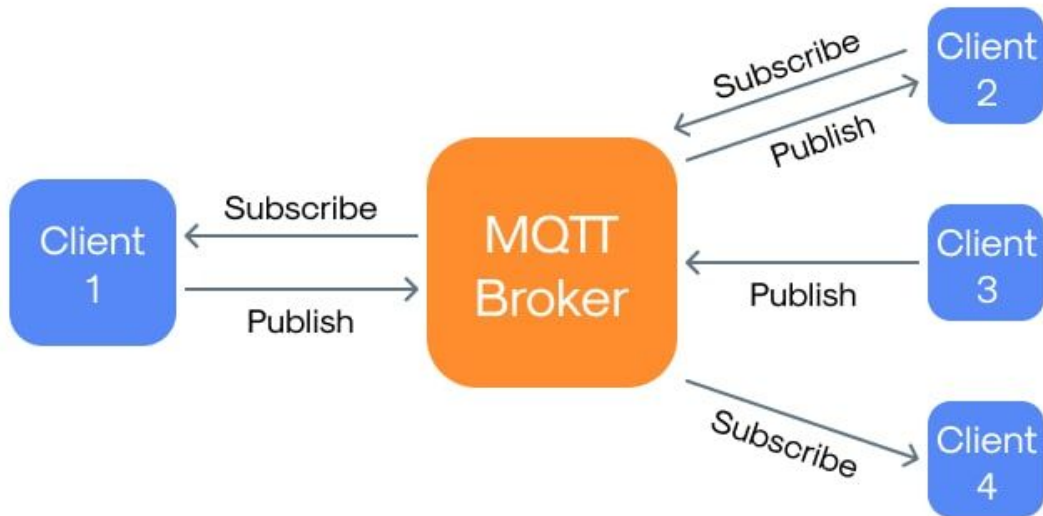 Client
1
Subscribe
Publish
MQTT
Broker
Subscribe
Publish
Client
2
Publish
Client
3
Subscribe
Client
4